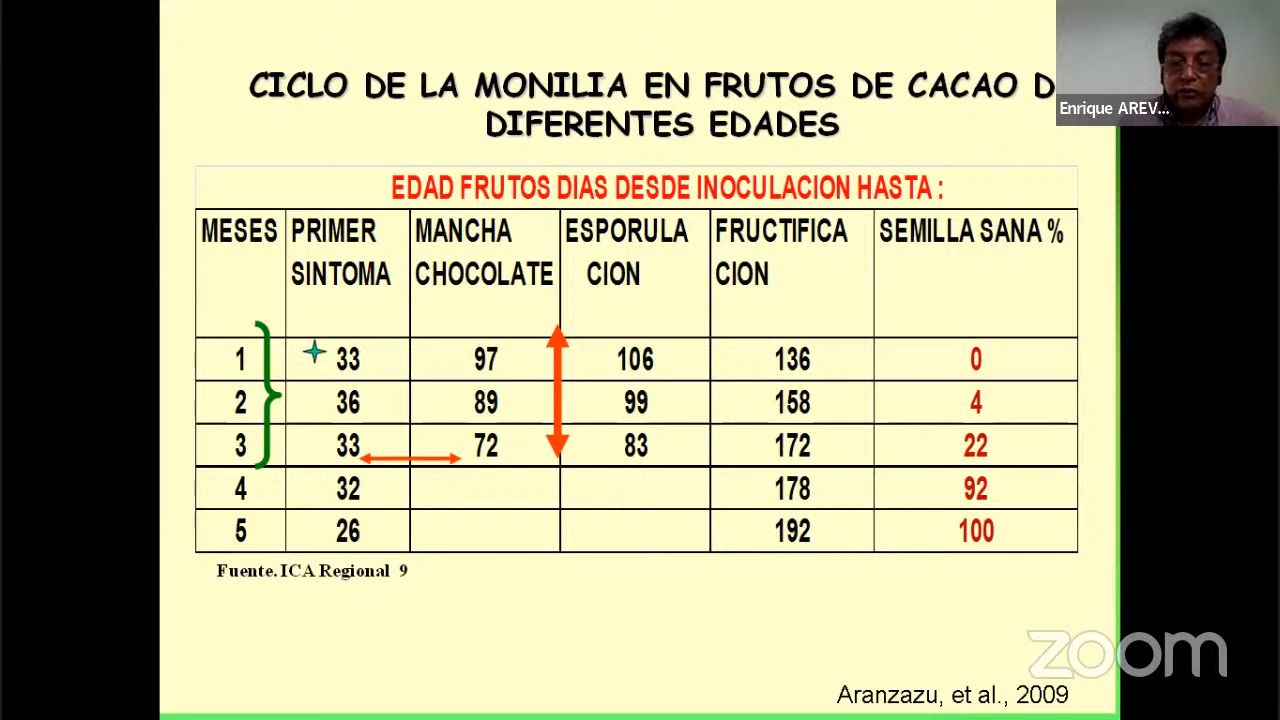 CICLO DE LA MONILIA EN FRUTOS DE CACAO D
DIFERENTES EDADES
Enrique AREV...
EDAD FRUTOS DIAS DESDE INOCULACION HASTA :
MESES PRIMER SINTOMA MANCHA CHOCOLATE ESPORULA CION FRUCTIFICA CION SEMILLA SANA %
1 33 97 106 136 0
2 36 89 99 158 4
3 33 72 83 172 22
4 32 178 92
5 26 192 100
Fuente. ICA Regional 9
zoom
Aranzazu, et al., 2009